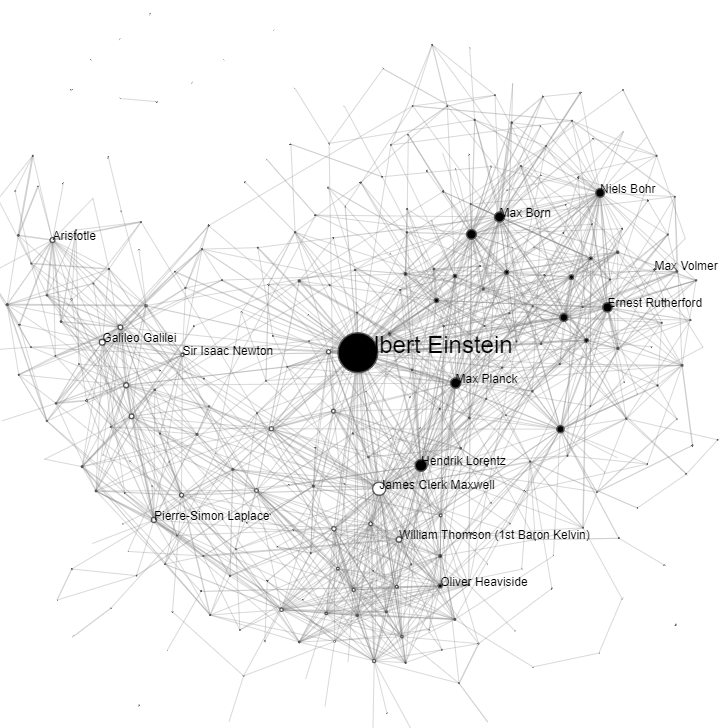 Niels Bohr
Max Born
Aristotle
Max Volmer
Ernest Rutherford
Galileo Galilei
lbert Einstein
Sir Isaac Newton
Max Planck
Hendrik Lorentz
James Clerk Maxwell
Pierre-Simon Laplace
William Thomson (1st Baron Kelvin)
Oliver Heaviside